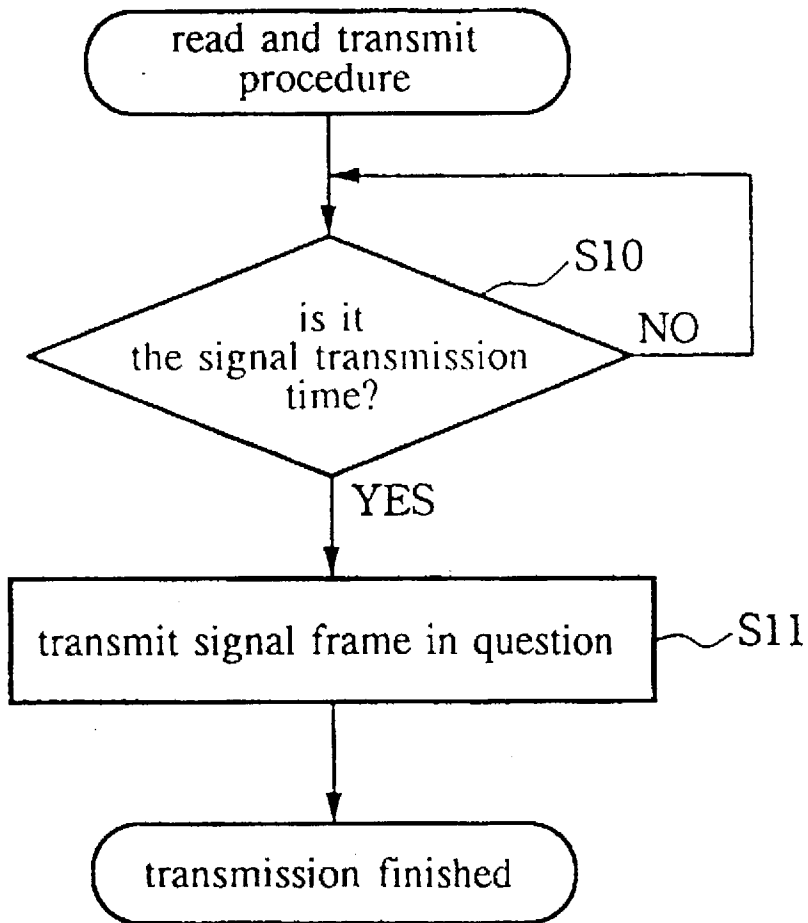 read and transmit
procedure
S10
is it
the signal transmission
time?
NO
YES
transmit signal frame in question
S11
transmission finished